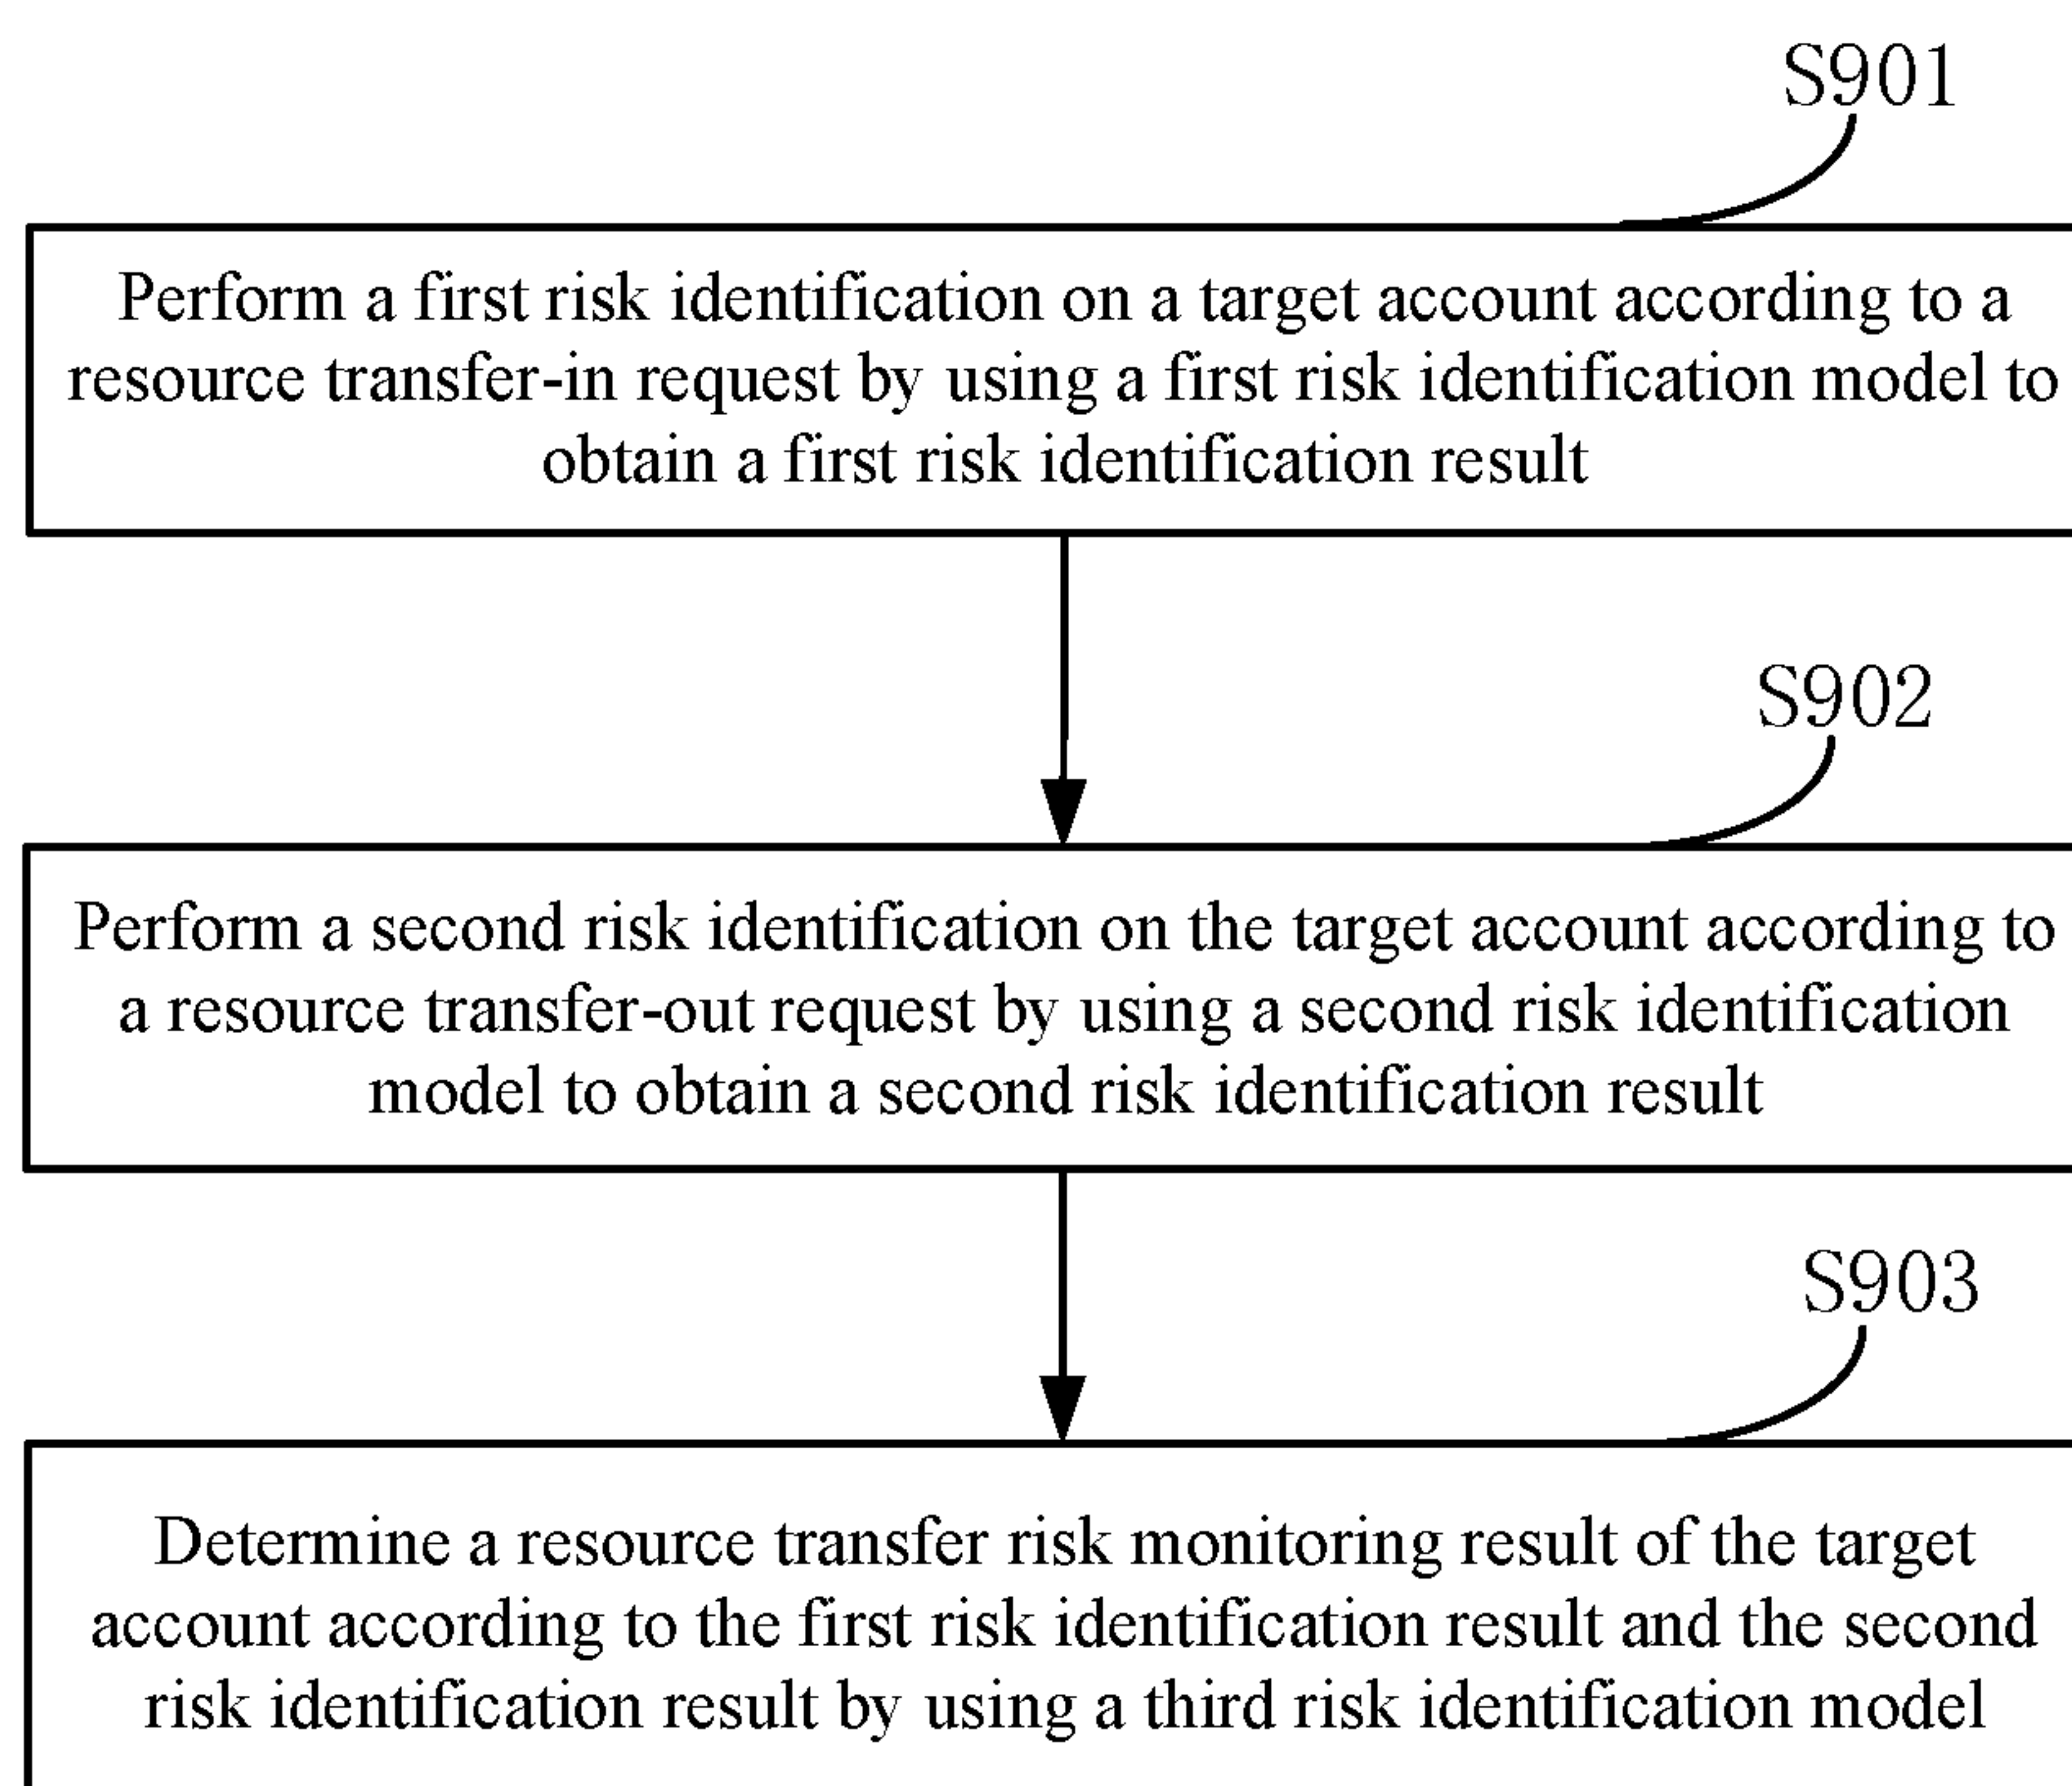 S901
Perform a first risk identification on a target account according to a
resource transfer-in request by using a first risk identification model to
obtain a first risk identification result
S902
Perform a second risk identification on the target account according to
a resource transfer-out request by using a second risk identification
model to obtain a second risk identification result
S903
Determine a resource transfer risk monitoring result of the target
account according to the first risk identification result and the second
risk identification result by using a third risk identification model